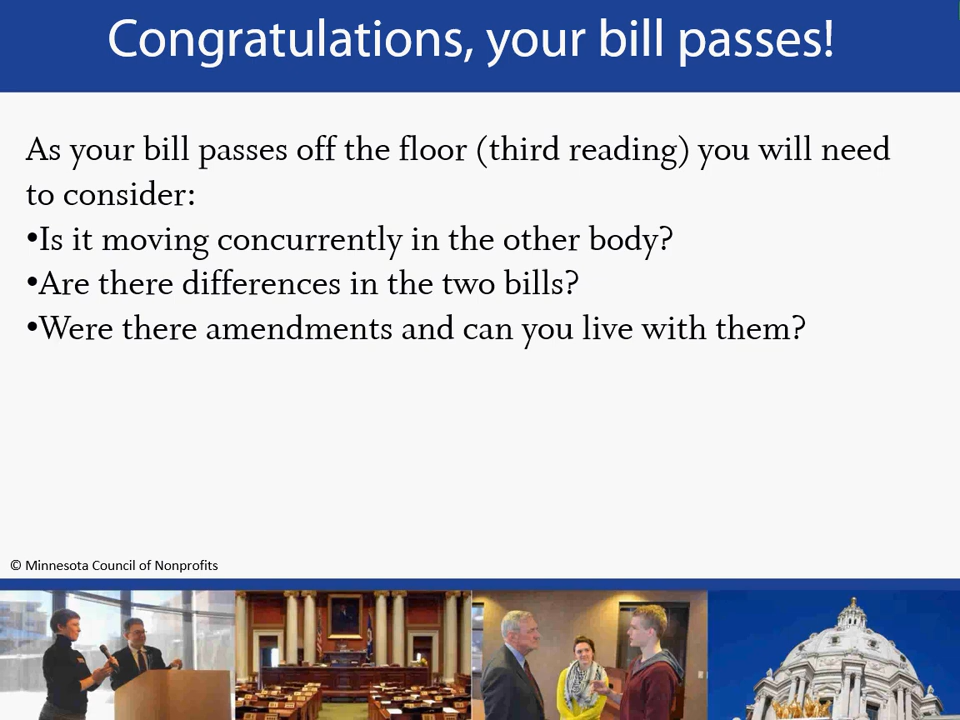 Congratulations, your bill passes!
As your bill passes off the floor (third reading) you will need
to consider:
•Is it moving concurrently in the other body?
•Are there differences in the two bills?
•Were there amendments and can you live with them?
© Minnesota Council of Nonprofits